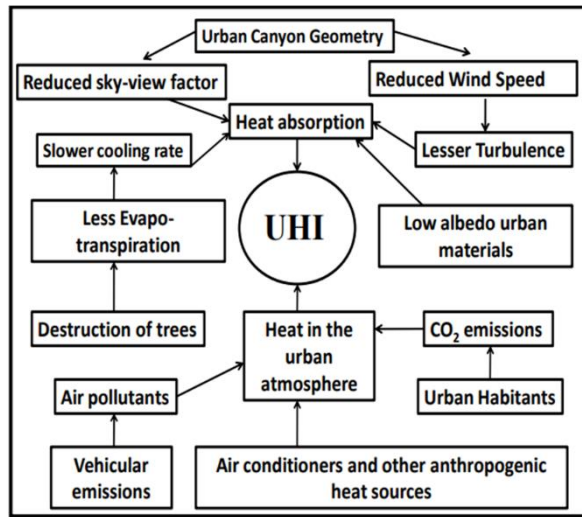 Urban Canyon Geometry
Reduced sky-view factor
Reduced Wind Speed
Heat absorption
Slower cooling rate
Lesser Turbulence
Less Evapo-
transpiration
UHI
Low albedo urban
materials
Destruction of trees
Heat in the
urban
atmosphere
CO₂ emissions
Air pollutants
Urban Habitants
Vehicular
emissions
Air conditioners and other anthropogenic
heat sources